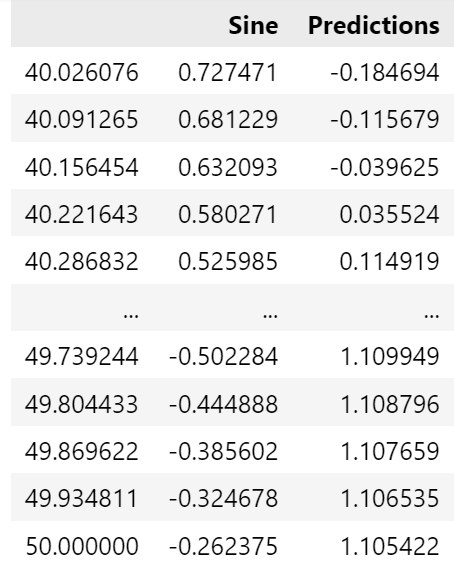 Sine Predictions
40.026076 0.727471 -0.184694
40.091265 0.681229 -0.115679
40.156454 0.632093 -0.039625
40.221643 0.580271 0.035524
40.286832 0.525985 0.114919
... ... ...
49.739244 -0.502284 1.109949
49.804433 -0.444888 1.108796
49.869622 -0.385602 1.107659
49.934811 -0.324678 1.106535
50.000000 -0.262375 1.105422